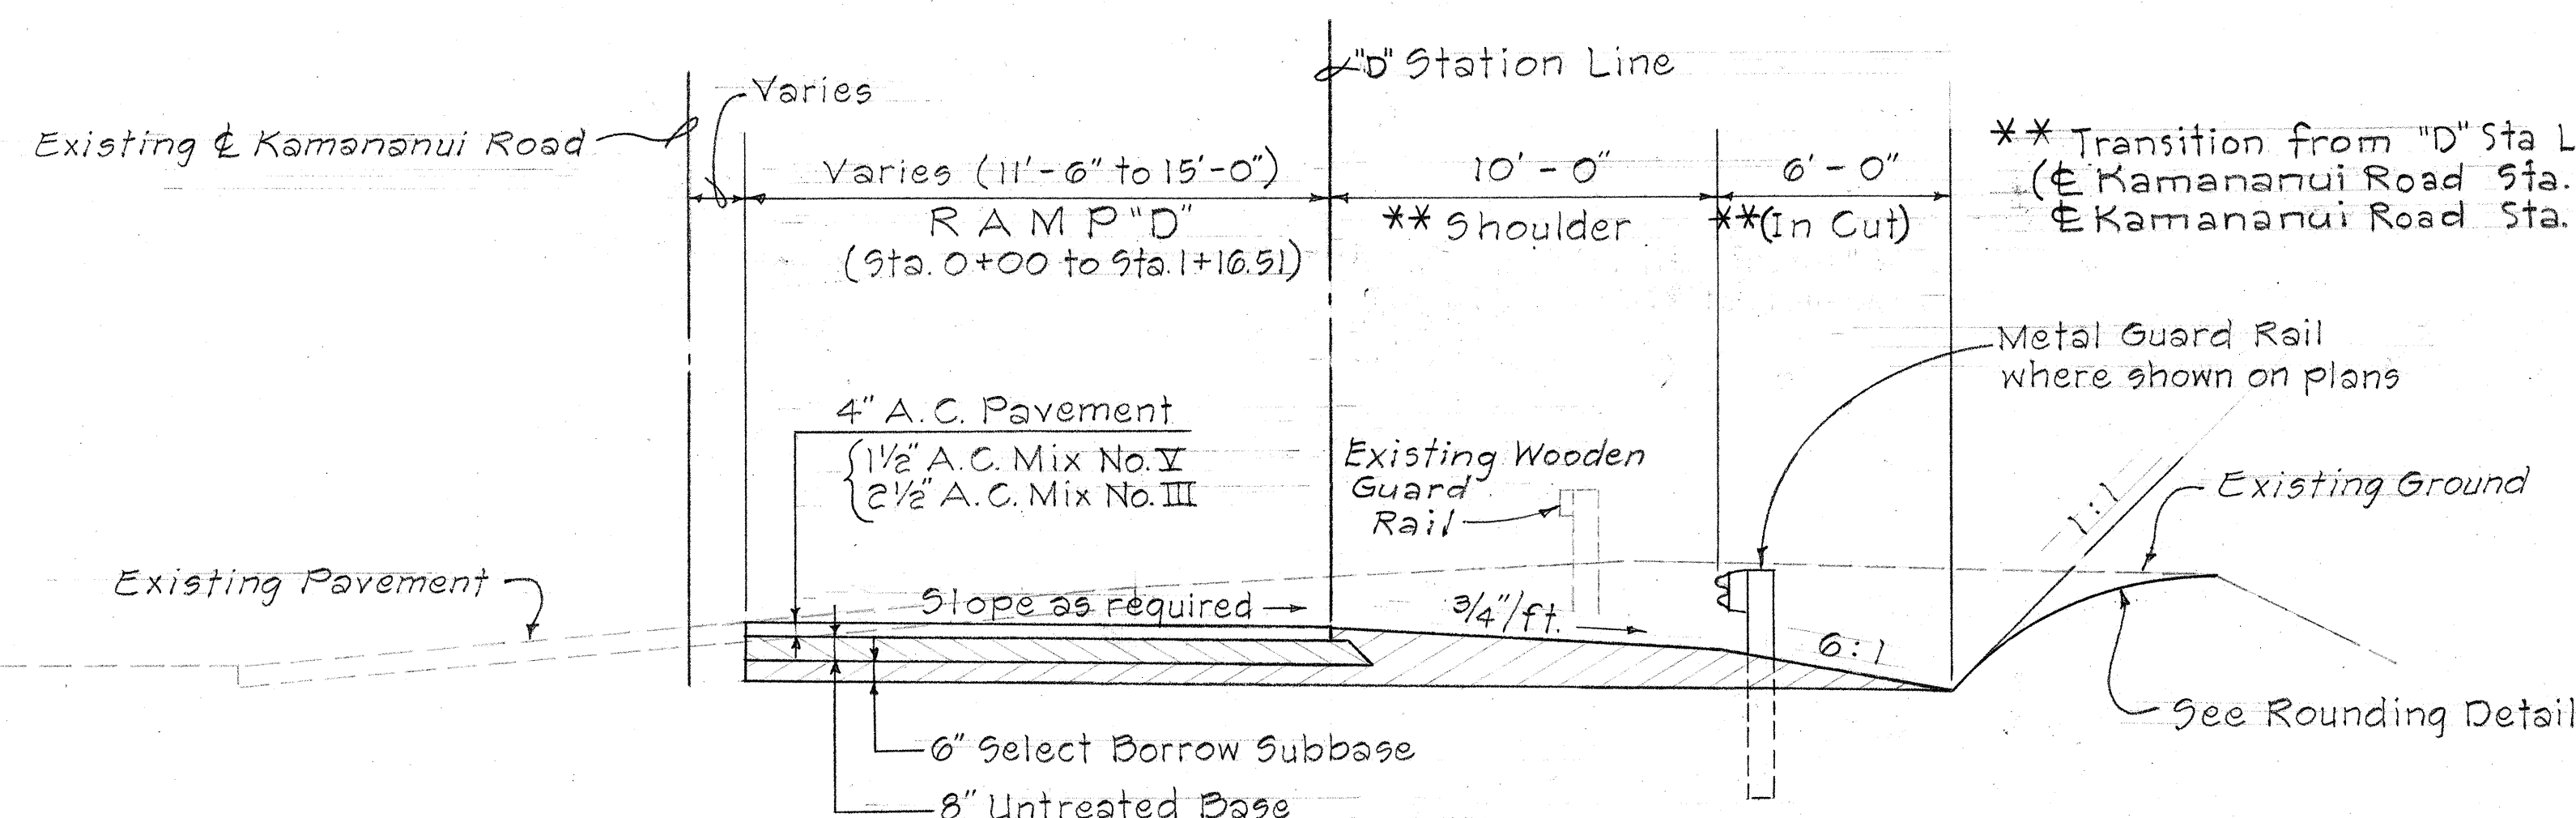 "D" Station Line
Varies
Existing ℄ Kamananui Road
Varies (11'-6" to 15'-0")
10' - 0"
6' - 0"
R A M P "D"
(Sta. 0+00 to Sta. 1+16.51)
** Shoulder
**(In Cut)
** Transition from "D" Sta
(℄ Kamananui Road Sta.
℄ Kamananui Road Sta.
Metal Guard Rail
where shown on plans
4" A.C. Pavement
1½" A.C. Mix No. V
2½" A.C. Mix No. III
Existing Wooden
Guard
Rail
1:1
Existing Ground
Existing Pavement
Slope as required
3/4"/ft.
6:1
See Rounding Detail
6" Select Borrow Subbase
8" Untreated Base